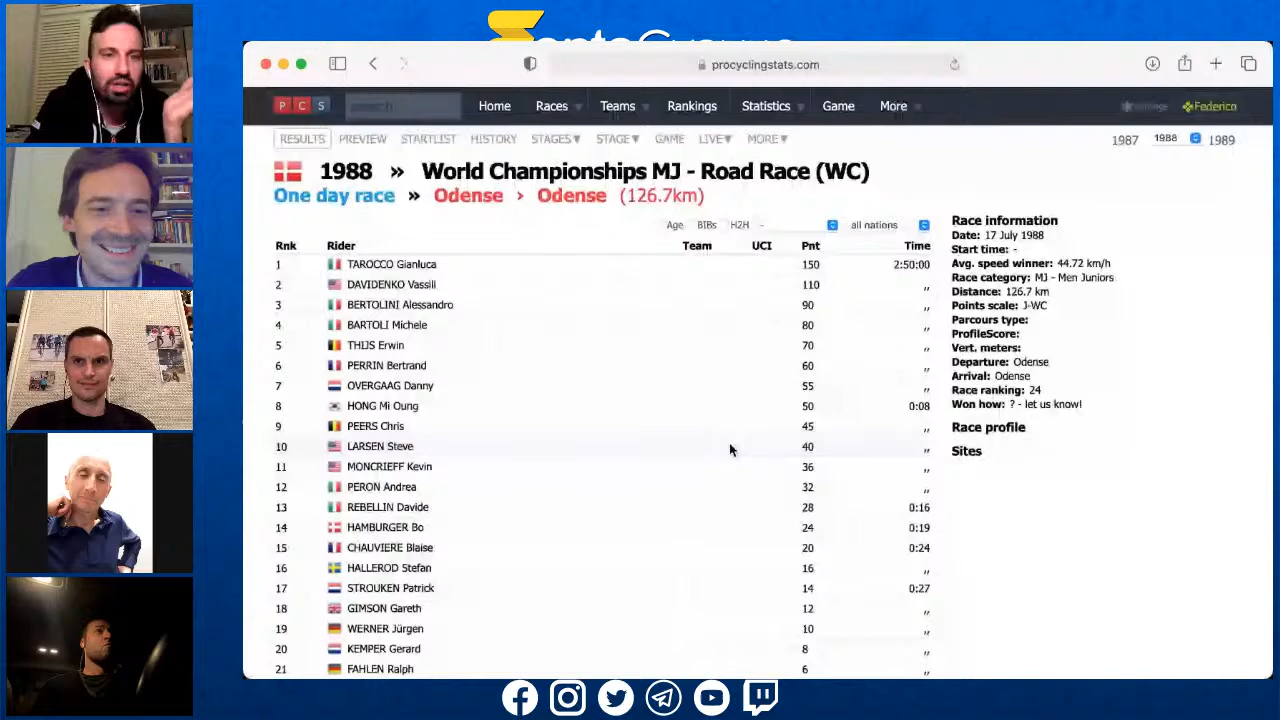 procyclingstats.com
P C S search Home Races Teams Rankings Statistics Game More Federico
RESULTS PREVIEW STARTLIST HISTORY STAGES▼ STAGE▼ GAME LIVE▼ MORE▼ 1987 1988 1989
1988 » World Championships MJ - Road Race (WC)
One day race » Odense › Odense (126.7km)
Age BIBs H2H - all nations
Rnk Rider Team UCI Pnt Time
1 TAROCCO Gianluca 150 2:50:00
2 DAVIDENKO Vassili 110 ,,
3 BERTOLINI Alessandro 90 ,,
4 BARTOLI Michele 80 ,,
5 THIJS Erwin 70 ,,
6 PERRIN Bertrand 60 ,,
7 OVERGAAG Danny 55 ,,
8 HONG Mi Oung 50 0:08
9 PEERS Chris 45 ,,
10 LARSEN Steve 40 ,,
11 MONCRIEFF Kevin 36 ,,
12 PERON Andrea 32 ,,
13 REBELLIN Davide 28 0:16
14 HAMBURGER Bo 24 0:19
15 CHAUVIERE Blaise 20 0:24
16 HALLEROD Stefan 16 ,,
17 STROUKEN Patrick 14 0:27
18 GIMSON Gareth 12 ,,
19 WERNER Jürgen 10 ,,
20 KEMPER Gerard 8 ,,
21 FAHLEN Ralph 6 ,,
Race information
Date: 17 July 1988
Start time: -
Avg. speed winner: 44.72 km/h
Race category: MJ - Men Juniors
Distance: 126.7 km
Points scale: J-WC
Parcours type:
ProfileScore:
Vert. meters:
Departure: Odense
Arrival: Odense
Race ranking: 24
Won how: ? - let us know!
Race profile
Sites